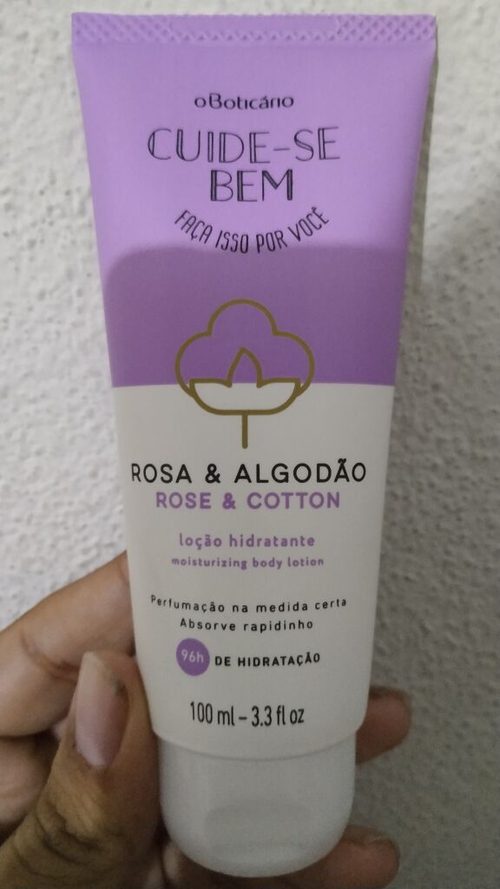 oBoticário
CUIDE-SE
BEM
FAÇA ISSO POR VOCÊ
ROSA & ALGODÃO
ROSE & COTTON
loção hidratante
moisturizing body lotion
Perfumação na medida certa
Absorve rapidinho
96h DE HIDRATAÇÃO
100 ml – 3.3 fl oz